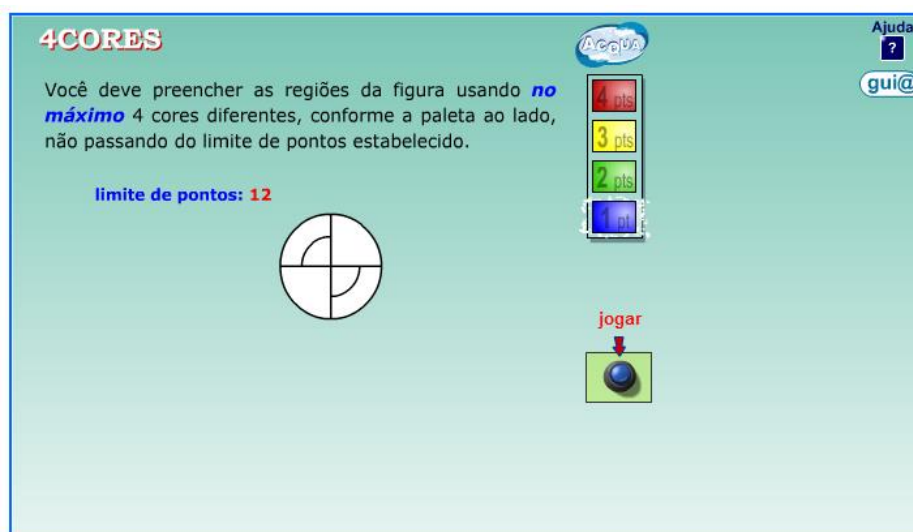 4CORES
Você deve preencher as regiões da figura usando no
máximo 4 cores diferentes, conforme a paleta ao lado,
não passando do limite de pontos estabelecido.
limite de pontos: 12
Acqua
4 pts
3 pts
2 pts
1 pt
jogar
Ajuda
?
gui@